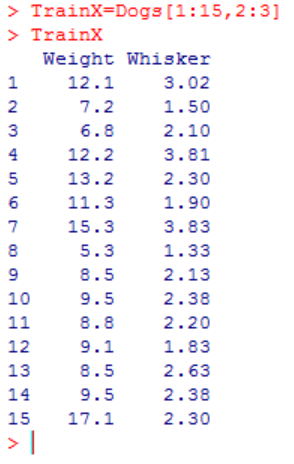 > TrainX=Dogs[1:15,2:3]
> TrainX
   Weight Whisker
1    12.1    3.02
2     7.2    1.50
3     6.8    2.10
4    12.2    3.81
5    13.2    2.30
6    11.3    1.90
7    15.3    3.83
8     5.3    1.33
9     8.5    2.13
10    9.5    2.38
11    8.8    2.20
12    9.1    1.83
13    8.5    2.63
14    9.5    2.38
15   17.1    2.30
> |